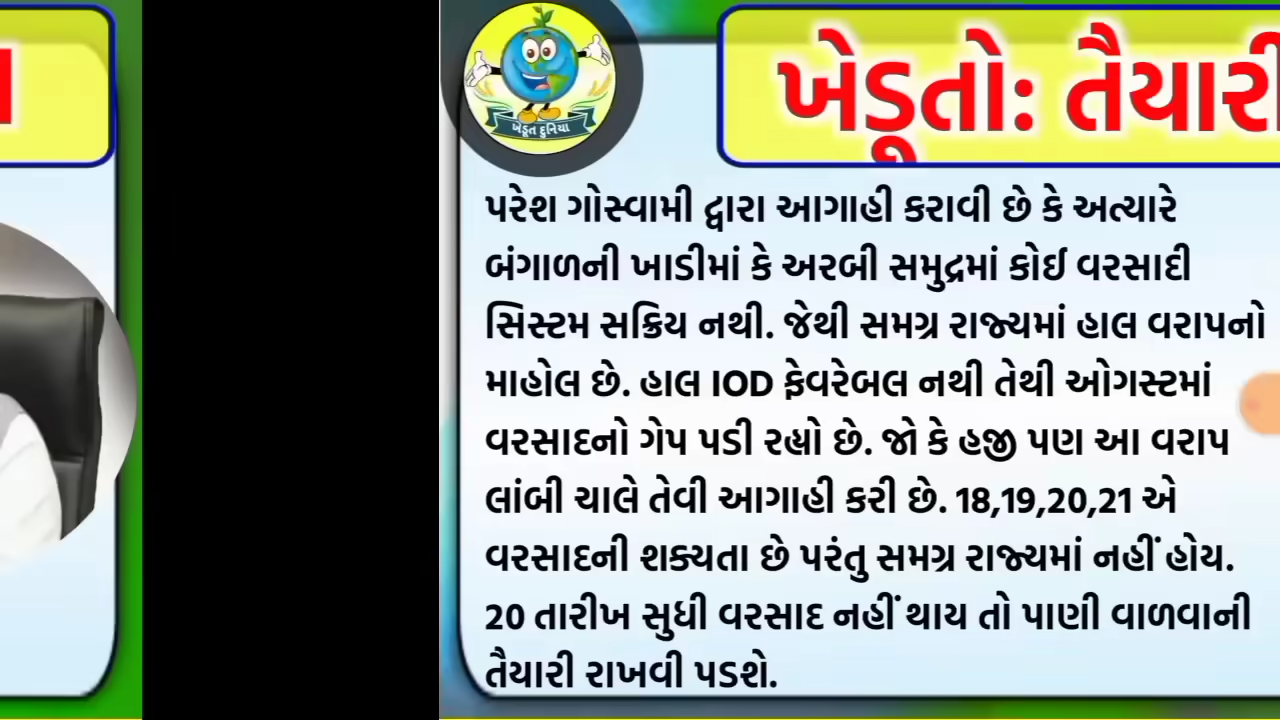 ખેડૂત દુનિયા
ખેડૂતો: તૈયારી
પરેશ ગોસ્વામી દ્વારા આગાહી કરાવી છે કે અત્યારે
બંગાળની ખાડીમાં કે અરબી સમુદ્રમાં કોઈ વરસાદી
સિસ્ટમ સક્રિય નથી. જેથી સમગ્ર રાજ્યમાં હાલ વરાપનો
માહોલ છે. હાલ IOD ફેવરેબલ નથી તેથી ઓગસ્ટમાં
વરસાદનો ગેપ પડી રહ્યો છે. જો કે હજી પણ આ વરાપ
લાંબી ચાલે તેવી આગાહી કરી છે. 18,19,20,21 એ
વરસાદની શક્યતા છે પરંતુ સમગ્ર રાજ્યમાં નહીં હોય.
20 તારીખ સુધી વરસાદ નહીં થાય તો પાણી વાળવાની
તૈયારી રાખવી પડશે.